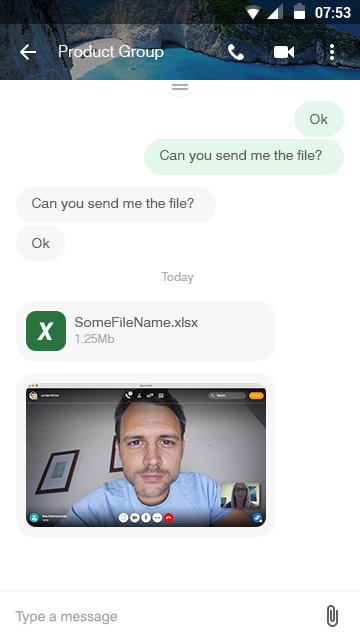 07:53
Product Group
Ok
Can you send me the file?
Can you send me the file?
Ok
Today
X
SomeFileName.xlsx
1.25Mb
Search
Type a message